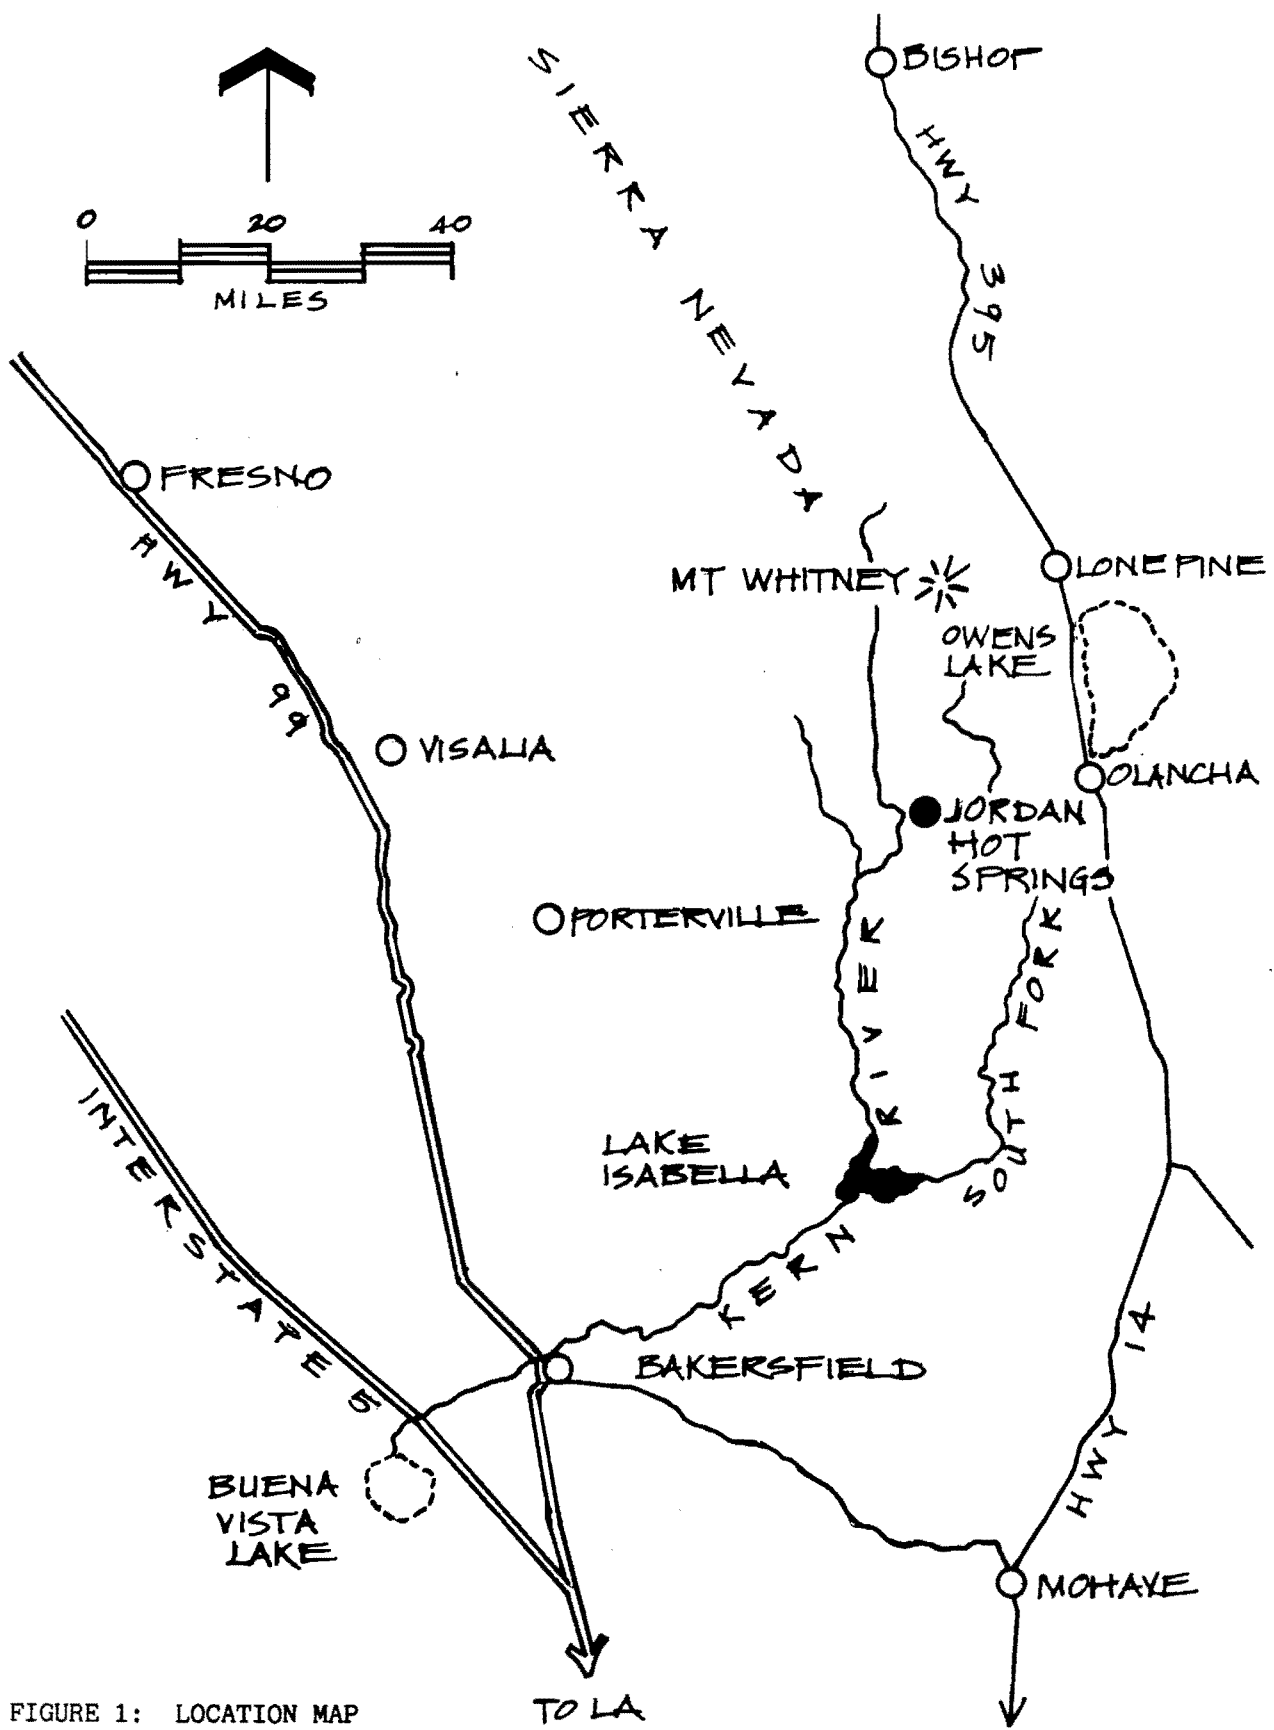 BISHOP
SIERRA NEVADA
HWY 395
0 20 40
MILES
FRESNO
HWY 99
MT WHITNEY
LONE PINE
OWENS
LAKE
VISALIA
OLANCHA
JORDAN
HOT
SPRINGS
PORTERVILLE
KERN RIVER
SOUTH FORK
INTERSTATE 5
LAKE
ISABELLA
HWY 14
BAKERSFIELD
BUENA
VISTA
LAKE
MOHAVE
TO LA
FIGURE 1: LOCATION MAP